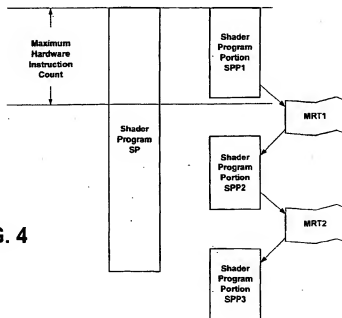 Maximum
Hardware
Instruction
Count
Shader
Program
SP
Shader
Program
Portion
SPP1
MRT1
Shader
Program
Portion
SPP2
MRT2
Shader
Program
Portion
SPP3
G. 4